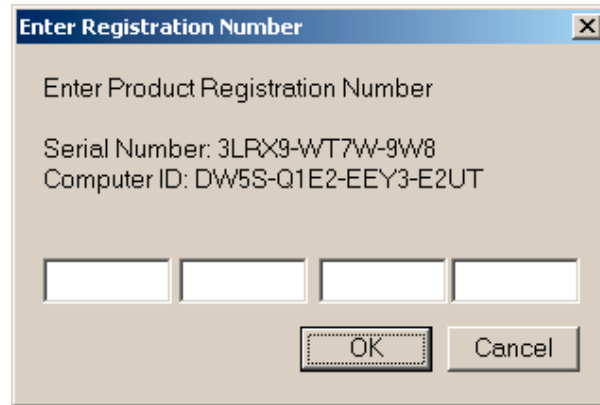 Enter Registration Number
Enter Product Registration Number
Serial Number: 3LRX9-WT7W-9W8
Computer ID: DW5S-Q1E2-EEY3-E2UT
OK Cancel